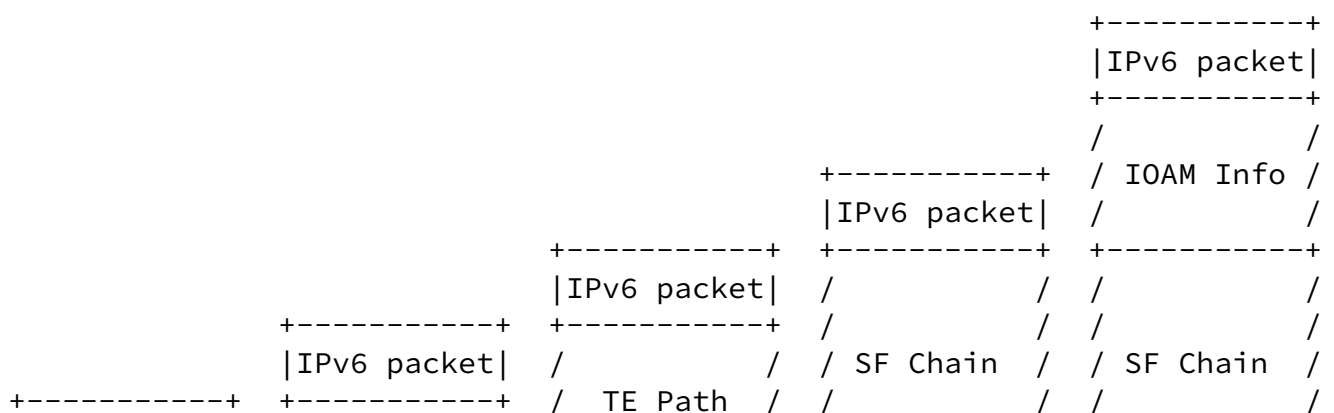 +-----------+
                                                                |IPv6 packet|
                                                                +-----------+
                                                                /           /
                                                 +-----------+  / IOAM Info /
                                                 |IPv6 packet|  /           /
                                  +-----------+  +-----------+  +-----------+
                                  |IPv6 packet|  /           /  /           /
                   +-----------+  +-----------+  /           /  /           /
                   |IPv6 packet|  /           /  / SF Chain  /  / SF Chain  /
    +-----------+  +-----------+  /  TE Path  /  /           /  /           /